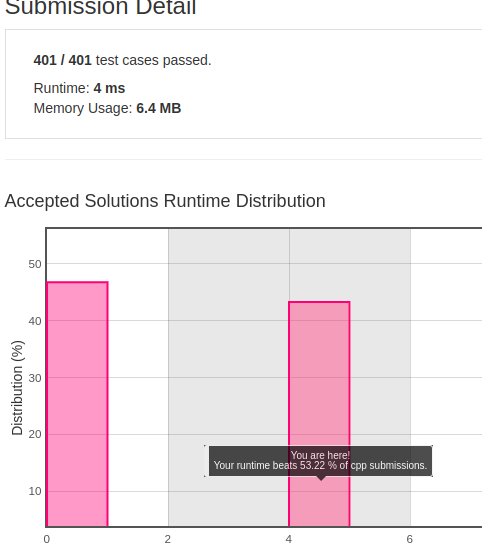 Submission Detail
401 / 401 test cases passed.
Runtime: 4 ms
Memory Usage: 6.4 MB
Accepted Solutions Runtime Distribution
Distribution (%)
50
40
30
20
10
You are here!
Your runtime beats 53.22 % of cpp submissions.
0 2 4 6